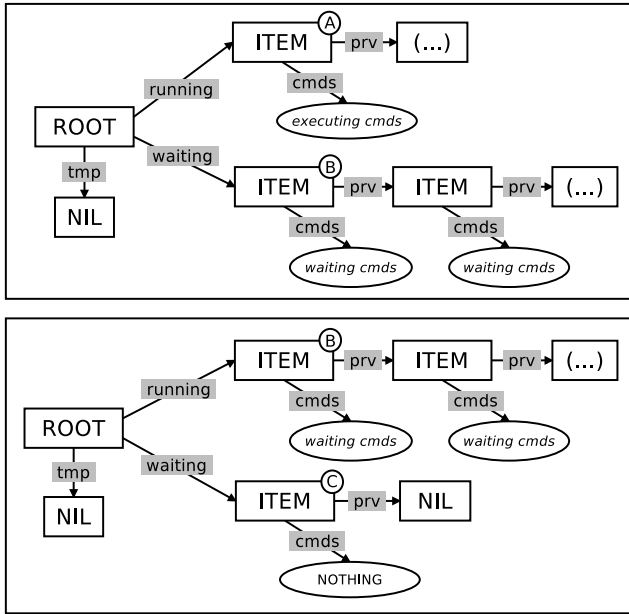 A
ITEM prv (...)
running cmds
executing cmds
ROOT
waiting
B
tmp ITEM prv ITEM prv (...)
NIL cmds cmds
waiting cmds waiting cmds
B
ITEM prv ITEM prv (...)
running cmds cmds
ROOT waiting cmds waiting cmds
waiting
tmp C
ITEM prv NIL
NIL
cmds
NOTHING